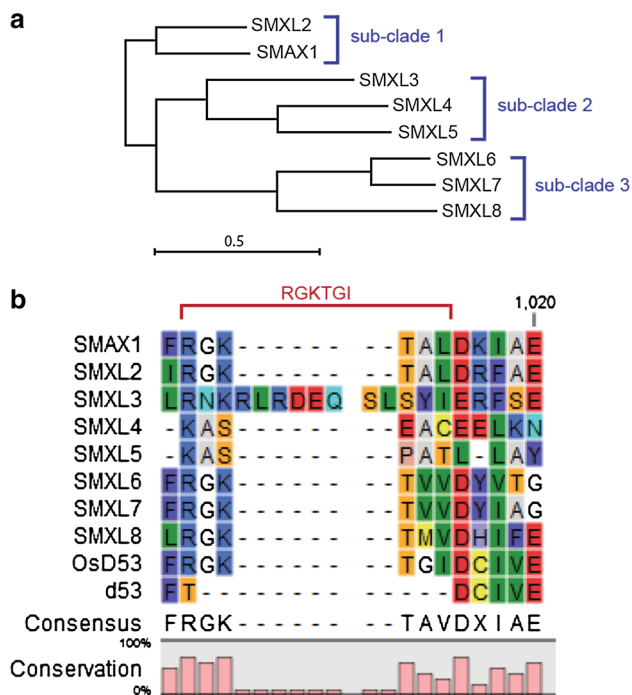 a
SMXL2
SMAX1
sub-clade 1
SMXL3
SMXL4
SMXL5
sub-clade 2
SMXL6
SMXL7
SMXL8
sub-clade 3
0.5
b
RGKTGI
1,020
SMAX1 FRGK - - - - - - - - TALDKIAE
SMXL2 IRGK - - - - - - - - TALDRFAE
SMXL3 LRNKRLRDEQ SLSYIERFSE
SMXL4 -KAS - - - - - - - - EACEELKN
SMXL5 -KAS - - - - - - - - PATL-LAY
SMXL6 FRGK - - - - - - - - TVVDYVTG
SMXL7 FRGK - - - - - - - - TVVDYIAG
SMXL8 LRGK - - - - - - - - TMVDHIFE
OsD53 FRGK - - - - - - - - TGIDCIVE
d53 FT - - - - - - - - - - - - - DCIVE
Consensus FRGK - - - - - - - - TAVDXIAE
100%
Conservation
0%